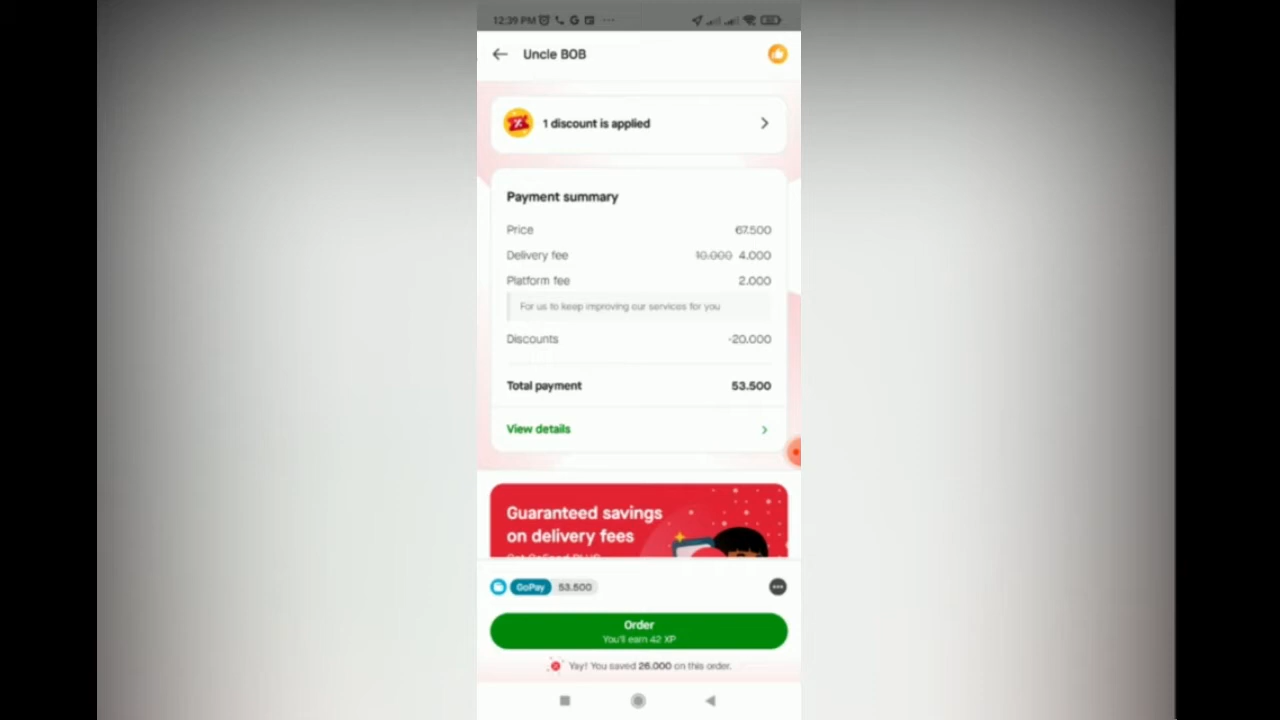 12:39 PM
Uncle BOB
1 discount is applied
Payment summary
Price 67.500
Delivery fee 10.000 4.000
Platform fee 2.000
For us to keep improving our services for you
Discounts -20.000
Total payment 53.500
View details
Guaranteed savings
on delivery fees
GoPay 53.500
Order
You'll earn 42 XP
Yay! You saved 26.000 on this order.